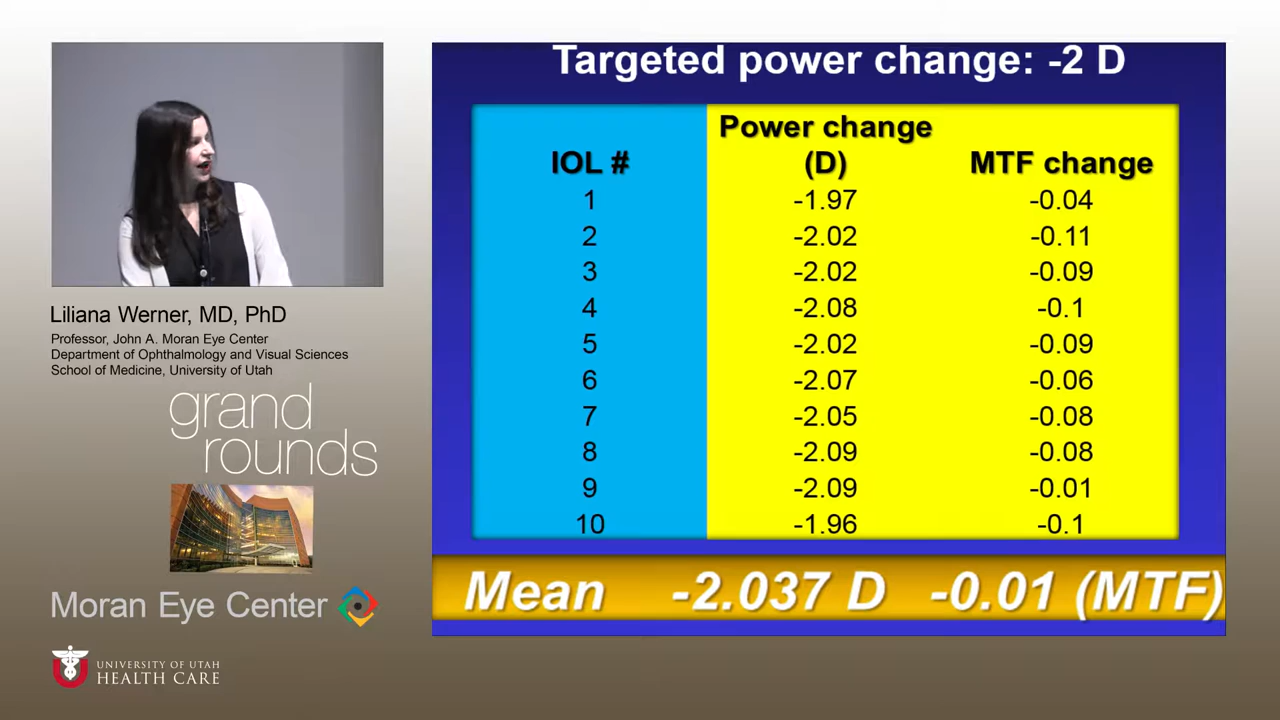 Targeted power change: -2 D
IOL # Power change (D) MTF change
1 -1.97 -0.04
2 -2.02 -0.11
3 -2.02 -0.09
4 -2.08 -0.1
5 -2.02 -0.09
6 -2.07 -0.06
7 -2.05 -0.08
8 -2.09 -0.08
9 -2.09 -0.01
10 -1.96 -0.1
Mean -2.037 D -0.01 (MTF)
Liliana Werner, MD, PhD
Professor, John A. Moran Eye Center
Department of Ophthalmology and Visual Sciences
School of Medicine, University of Utah
grand
rounds
Moran Eye Center
UNIVERSITY OF UTAH
HEALTH CARE